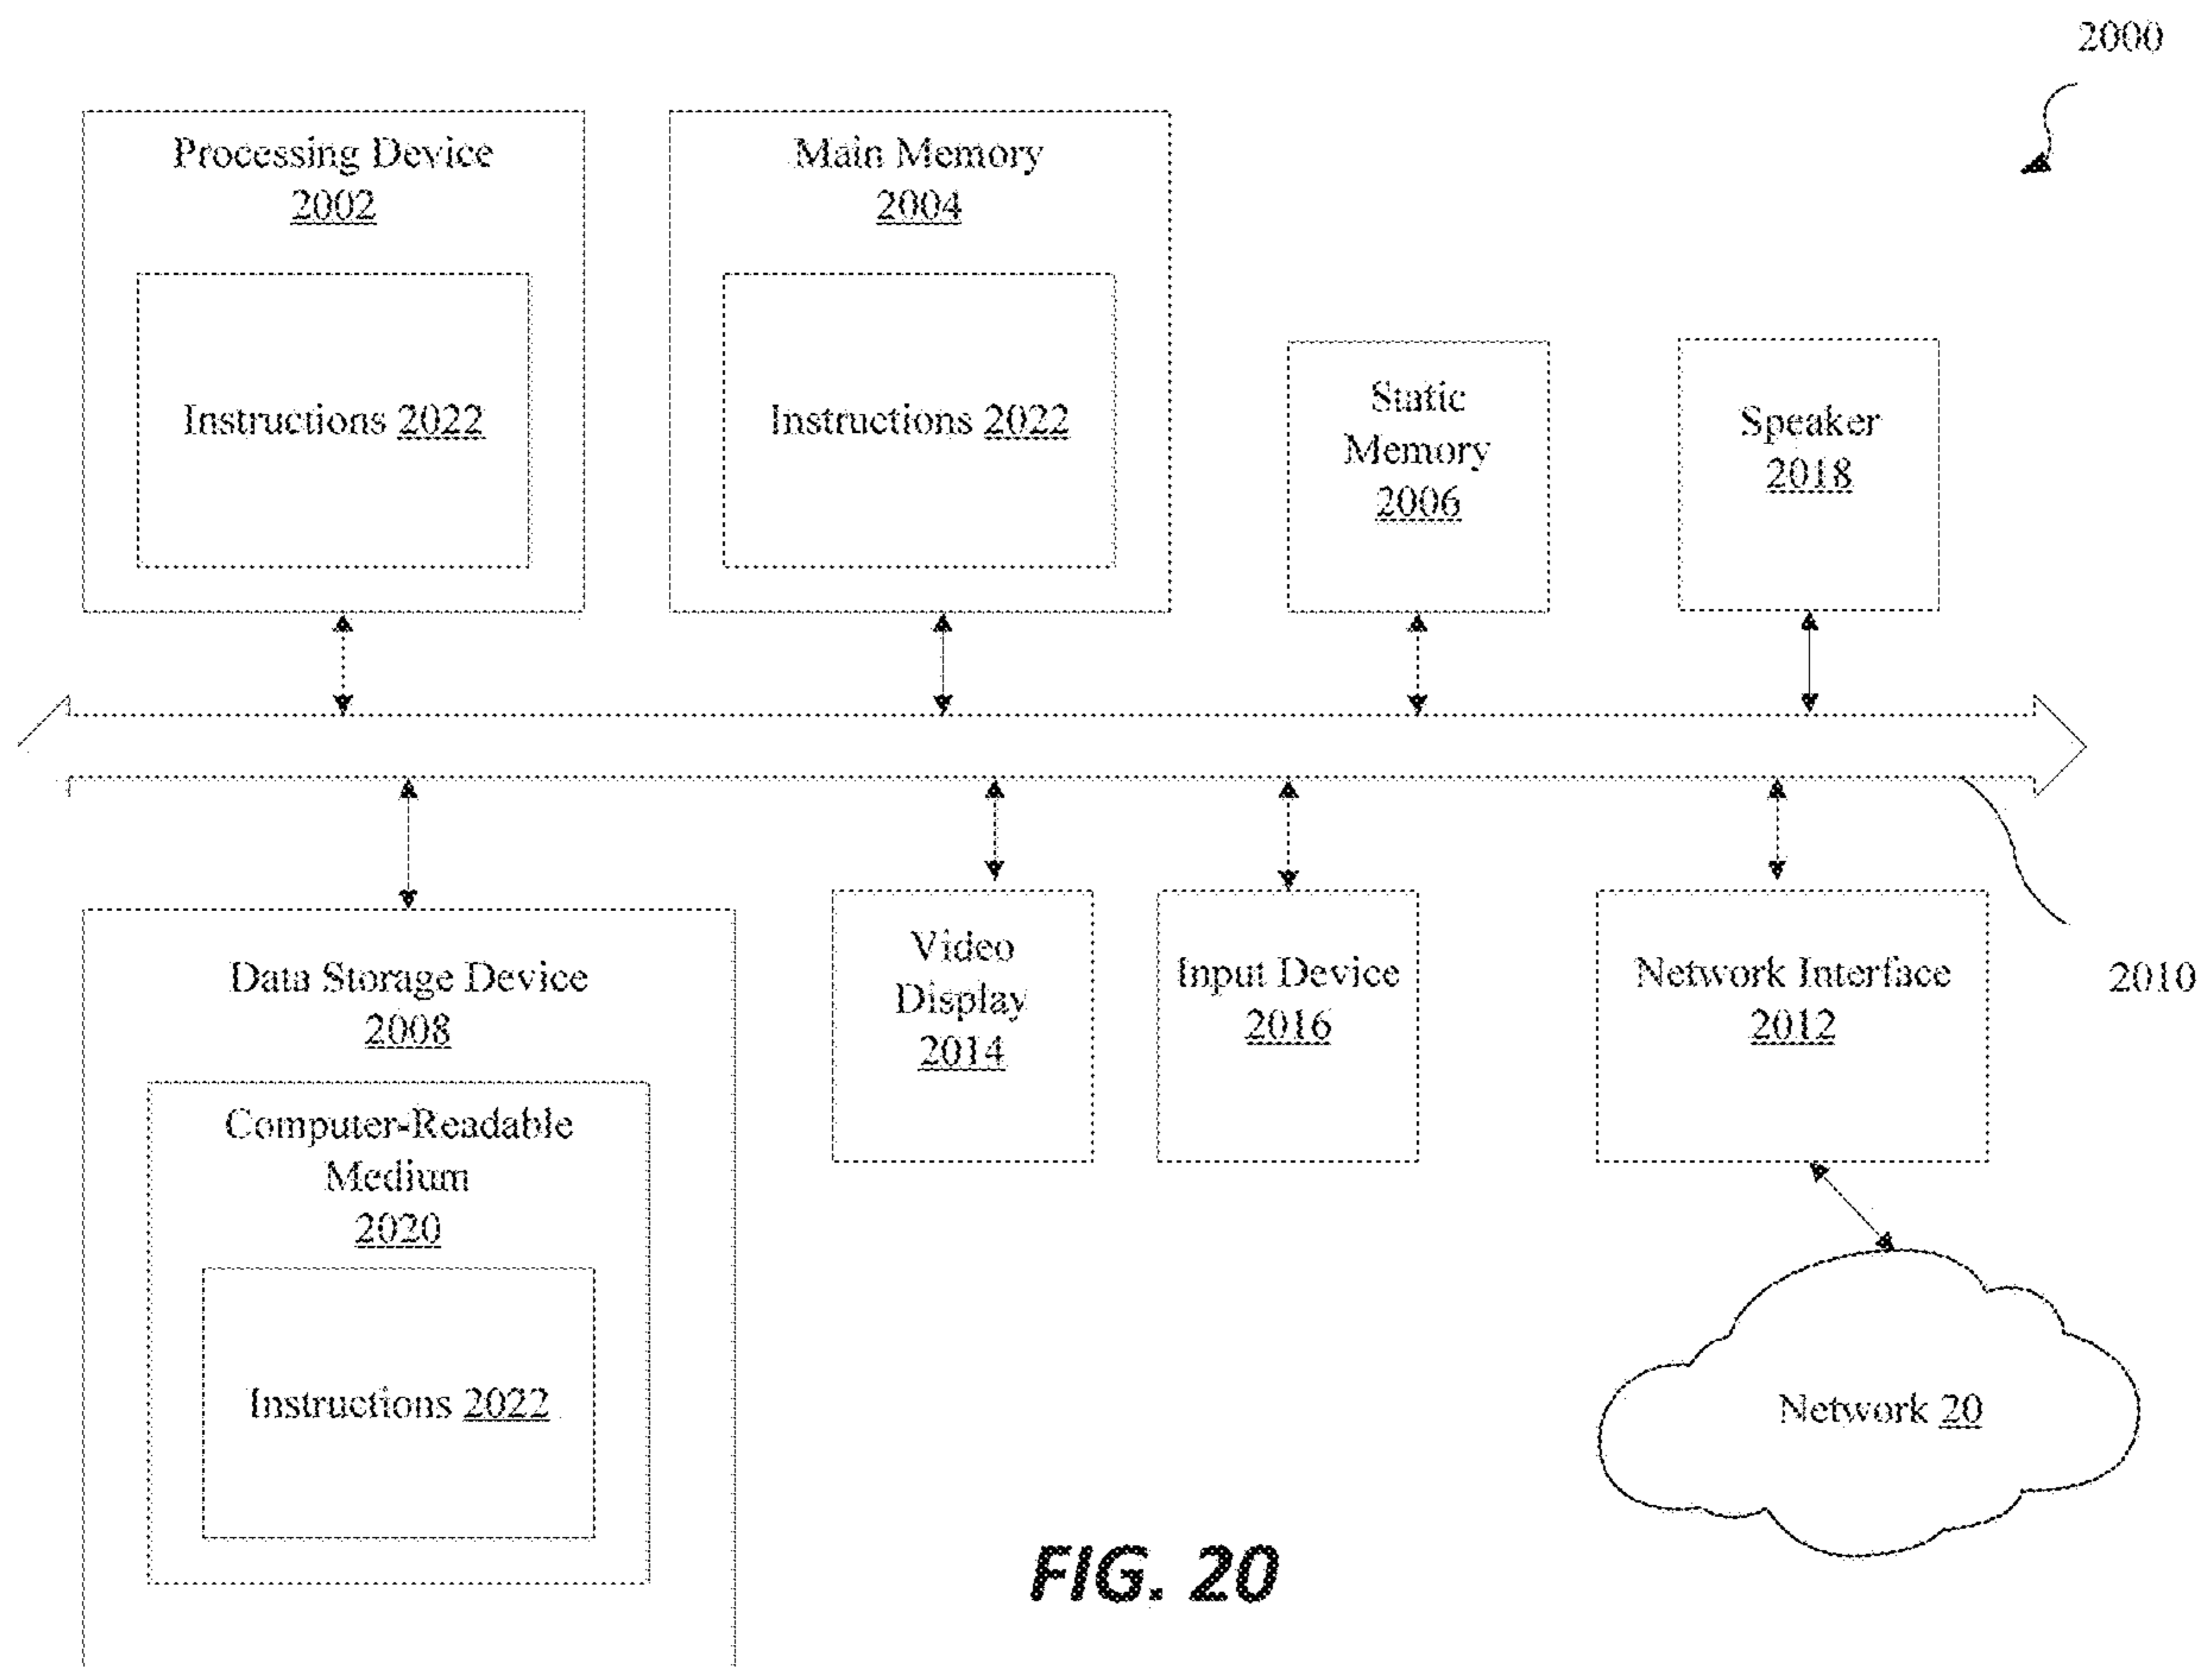 2000
Processing Device
2002
Instructions 2022
Main Memory
2004
Instructions 2022
Static
Memory
2006
Speaker
2018
Data Storage Device
2008
Computer-Readable
Medium
2020
Instructions 2022
Video
Display
2014
Input Device
2016
Network Interface
2012
2010
Network 20
FIG. 20